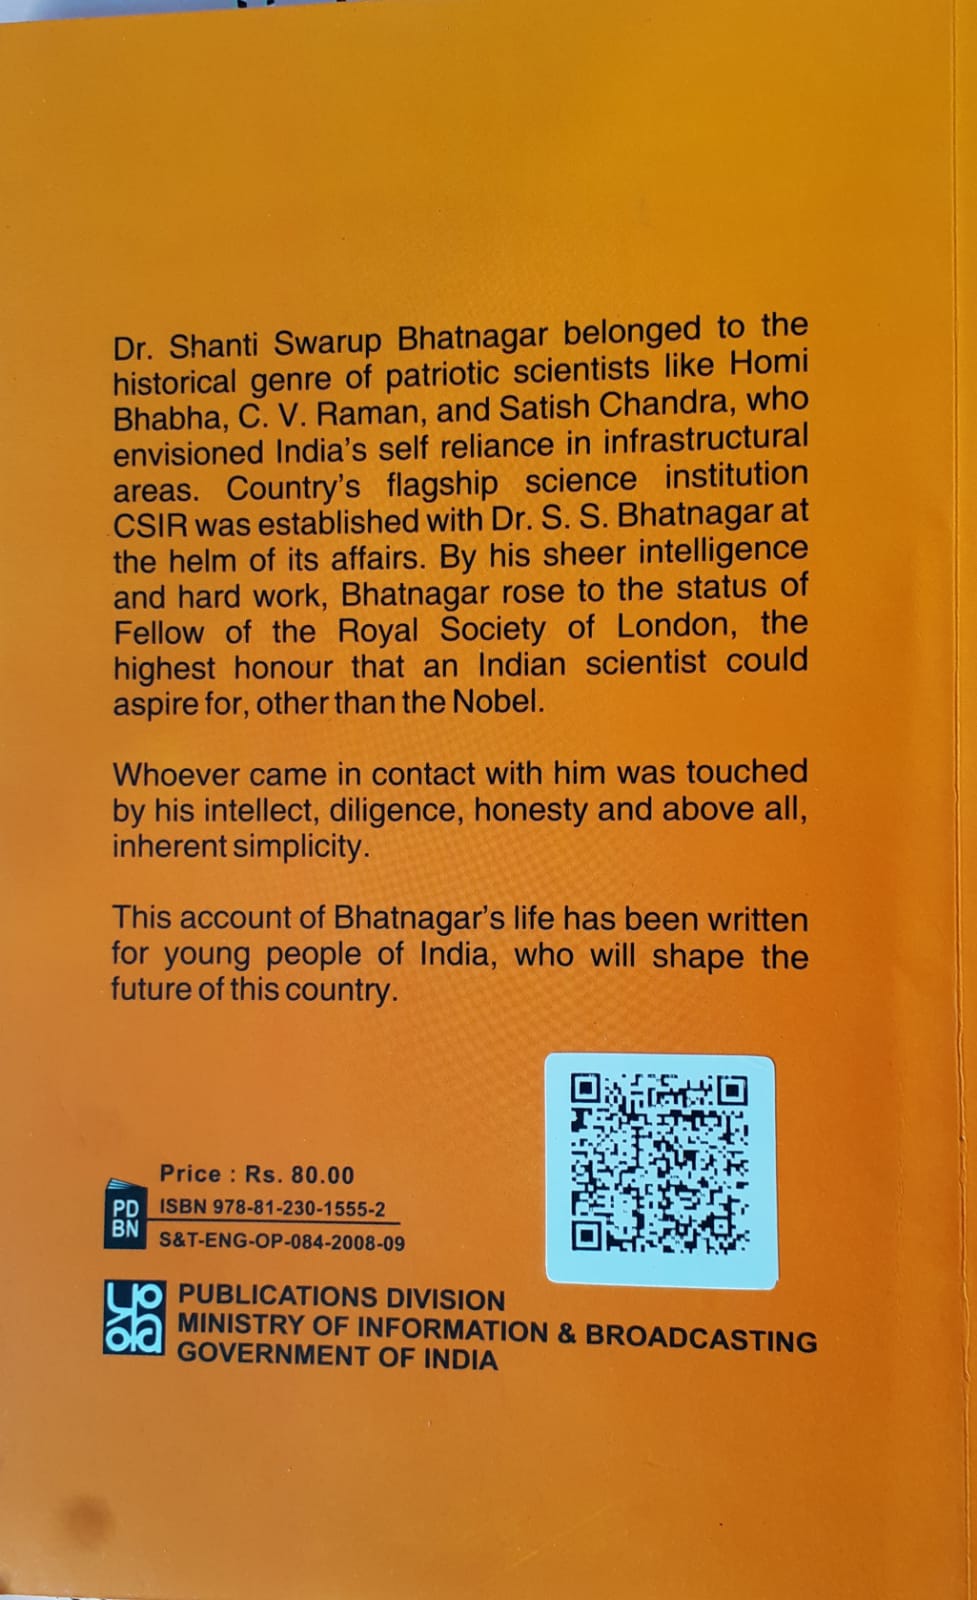 Dr. Shanti Swarup Bhatnagar belonged to the
historical genre of patriotic scientists like Homi
Bhabha, C. V. Raman, and Satish Chandra, who
envisioned India's self reliance in infrastructural
areas. Country's flagship science institution
CSIR was established with Dr. S. S. Bhatnagar at
the helm of its affairs. By his sheer intelligence
and hard work, Bhatnagar rose to the status of
Fellow of the Royal Society of London, the
highest honour that an Indian scientist could
aspire for, other than the Nobel.
Whoever came in contact with him was touched
by his intellect, diligence, honesty and above all,
inherent simplicity.
This account of Bhatnagar's life has been written
for young people of India, who will shape the
future of this country.
Price : Rs. 80.00
PD
BN
ISBN 978-81-230-1555-2
S&T-ENG-OP-084-2008-09
PUBLICATIONS DIVISION
MINISTRY OF INFORMATION & BROADCASTING
GOVERNMENT OF INDIA